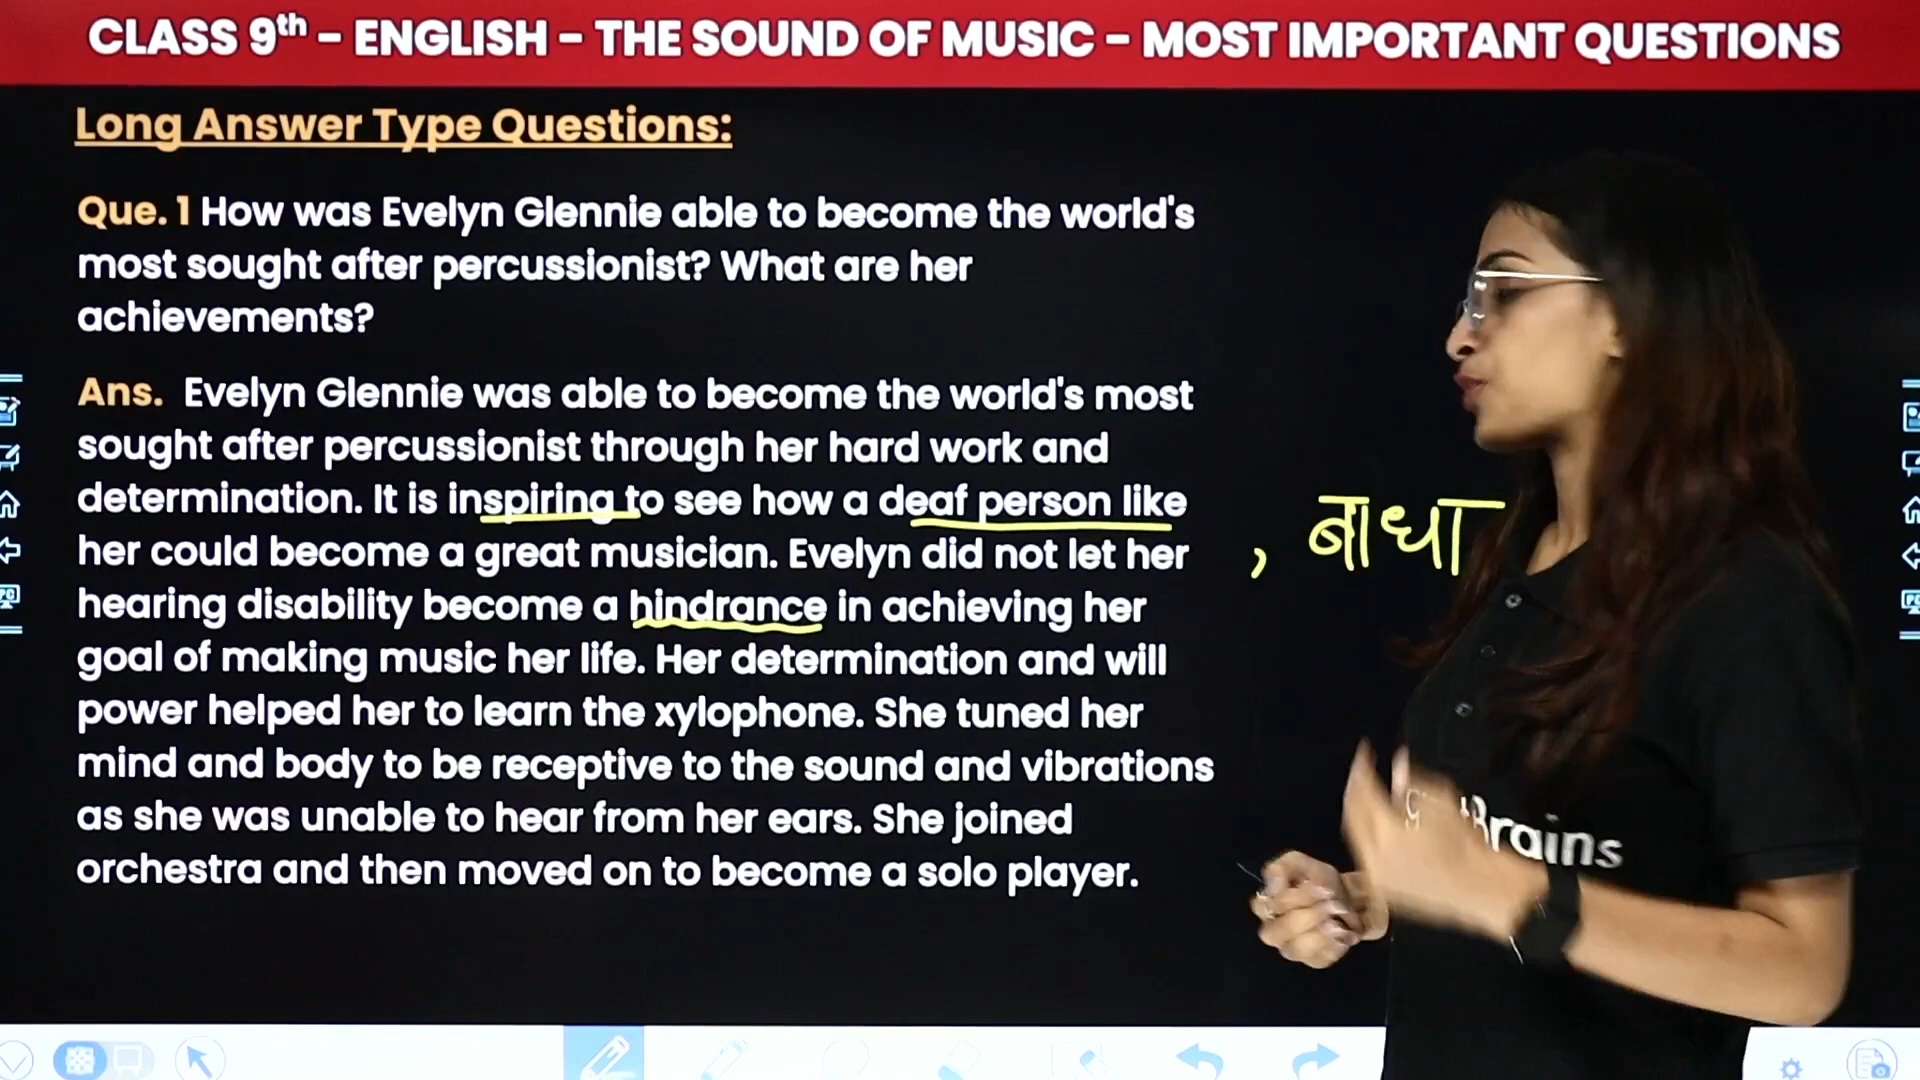 CLASS 9th – ENGLISH – THE SOUND OF MUSIC – MOST IMPORTANT QUESTIONS
Long Answer Type Questions:
Que. 1 How was Evelyn Glennie able to become the world's
most sought after percussionist? What are her
achievements?
Ans. Evelyn Glennie was able to become the world's most
sought after percussionist through her hard work and
determination. It is inspiring to see how a deaf person like
her could become a great musician. Evelyn did not let her
, बाधा
hearing disability become a hindrance in achieving her
goal of making music her life. Her determination and will
power helped her to learn the xylophone. She tuned her
mind and body to be receptive to the sound and vibrations
as she was unable to hear from her ears. She joined
orchestra and then moved on to become a solo player.
Brains